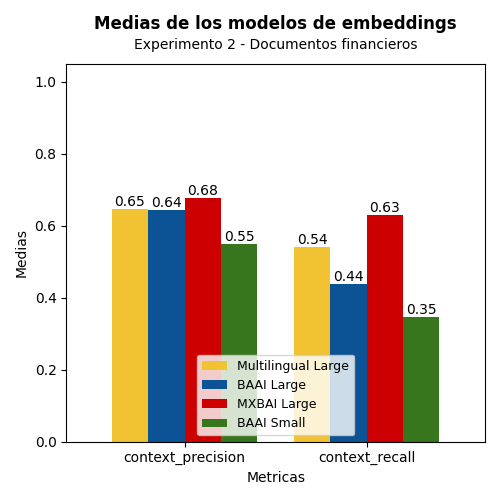 Medias de los modelos de embeddings
Experimento 2 - Documentos financieros
Medias
1.0
0.8
0.6
0.4
0.2
0.0
0.65
0.64
0.68
0.55
0.54
0.44
0.63
0.35
Multilingual Large
BAAI Large
MXBAI Large
BAAI Small
context_precision
context_recall
Metricas